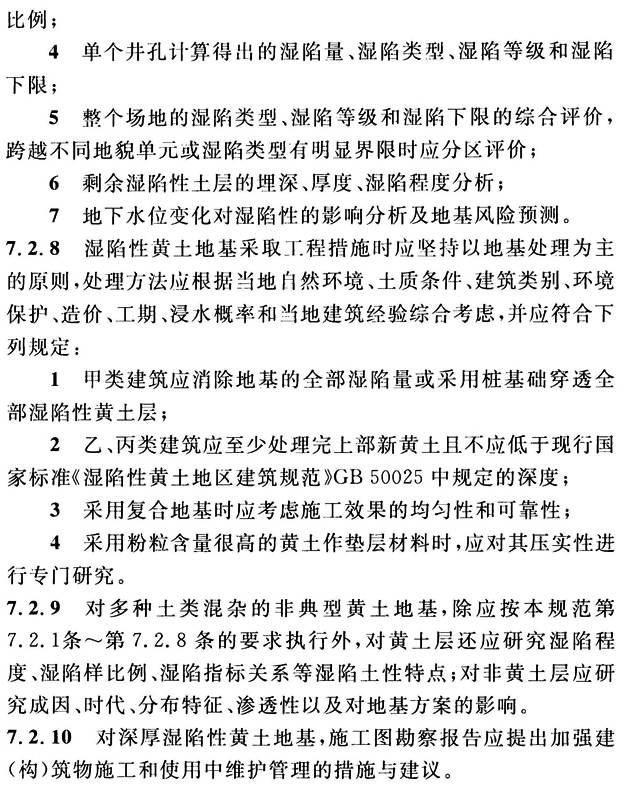 比例；
4 单个井孔计算得出的湿陷量、湿陷类型、湿陷等级和湿陷
下限；
5 整个场地的湿陷类型、湿陷等级和湿陷下限的综合评价，
跨越不同地貌单元或湿陷类型有明显界限时应分区评价；
6 剩余湿陷性土层的埋深、厚度、湿陷程度分析；
7 地下水位变化对湿陷性的影响分析及地基风险预测。
7.2.8 湿陷性黄土地基采取工程措施时应坚持以地基处理为主
的原则，处理方法应根据当地自然环境、土质条件、建筑类别、环境
保护、造价、工期、浸水概率和当地建筑经验综合考虑，并应符合下
列规定：
1 甲类建筑应消除地基的全部湿陷量或采用桩基础穿透全
部湿陷性黄土层；
2 乙、丙类建筑应至少处理完上部新黄土且不应低于现行国
家标准《湿陷性黄土地区建筑规范》GB 50025 中规定的深度；
3 采用复合地基时应考虑施工效果的均匀性和可靠性；
4 采用粉粒含量很高的黄土作垫层材料时，应对其压实性进
行专门研究。
7.2.9 对多种土类混杂的非典型黄土地基，除应按本规范第
7.2.1条～第 7.2.8 条的要求执行外，对黄土层还应研究湿陷程
度、湿陷样比例、湿陷指标关系等湿陷土性特点；对非黄土层应研
究成因、时代、分布特征、渗透性以及对地基方案的影响。
7.2.10 对深厚湿陷性黄土地基，施工图勘察报告应提出加强建
（构）筑物施工和使用中维护管理的措施与建议。